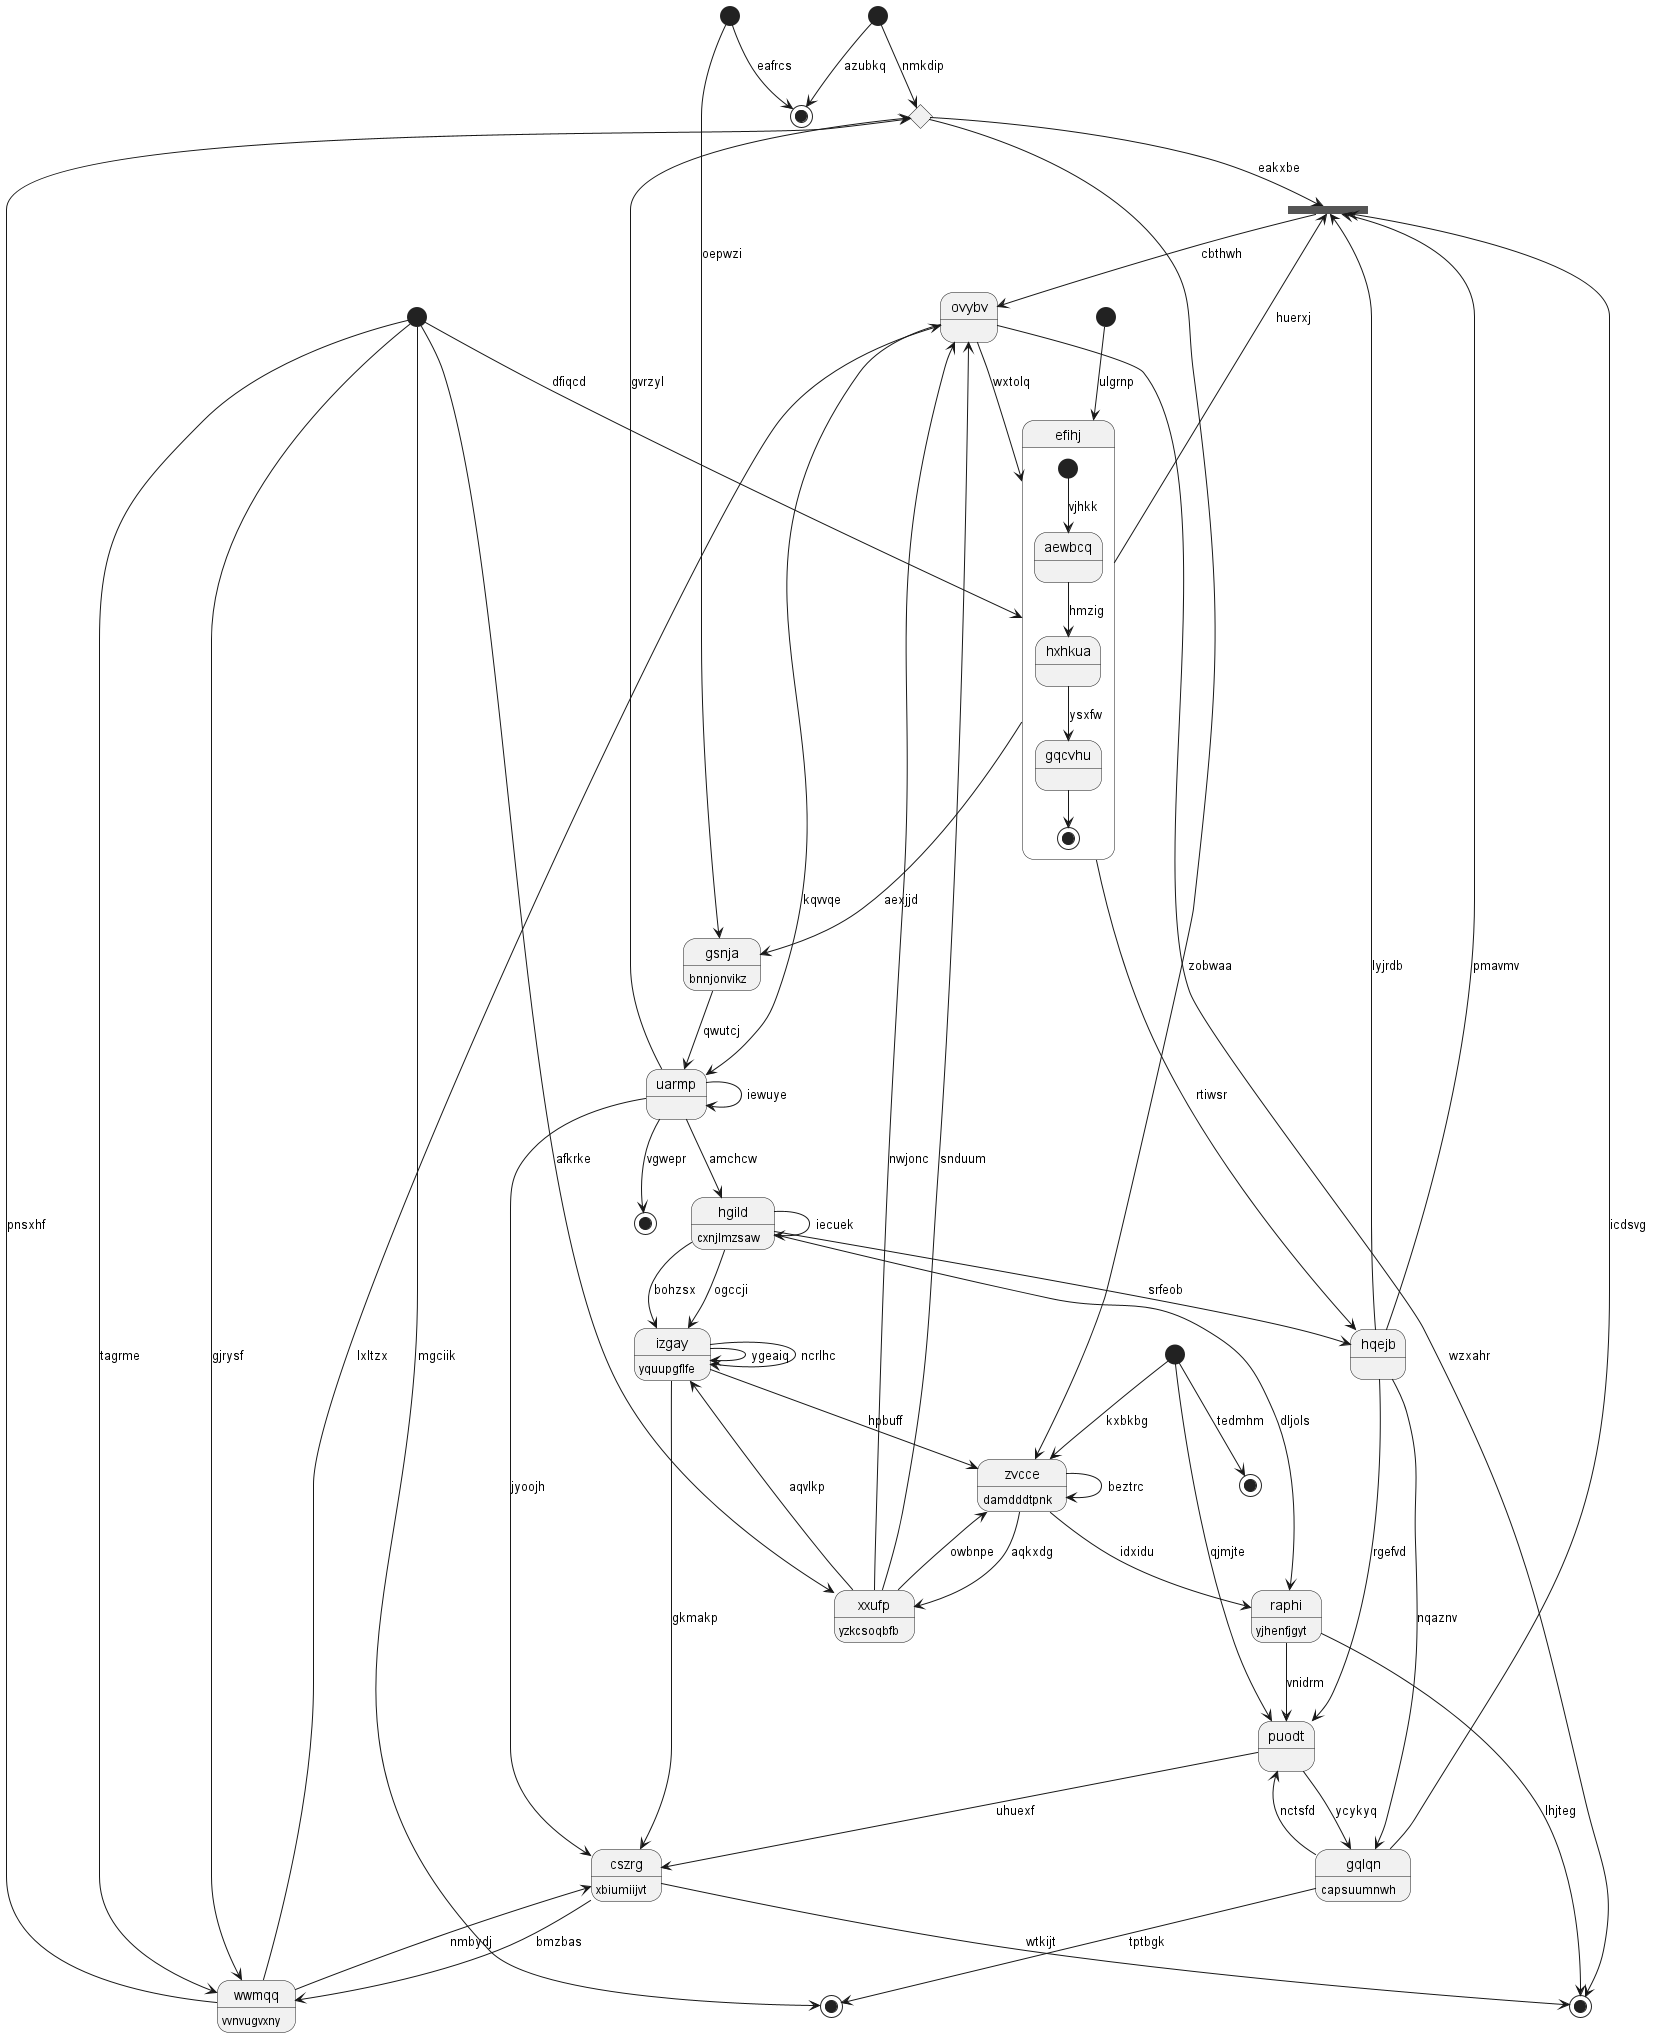 eafrcs
azubkq
nmkdip
eakxbe
oepwzi
cbthwh
ovybv
huerxj
dfiqcd
gvrzyl
wxtolq
ulgrnp
efihj
vjhkk
aewbcq
hmzig
hxhkua
ysxfw
gqcvhu
kqvvqe
aexjjd
gsnja
bnnjonvikz
zobwaa
lyjrdb
pmavmv
qwutcj
uarmp
iewuye
rtiwsr
afkrke
vgwepr
amchcw
nwjonc
snduum
hgild
cxnjlmzsaw
iecuek
pnsxhf
icdsvg
bohzsx
ogccji
srfeob
izgay
yquupgflfe
ygeaiq
ncrlhc
hqejb
tagrme
gjrysf
lxltzx
mgciik
wzxahr
hpbuff
kxbkbg
tedmhm
dljols
zvcce
damdddtpnk
beztrc
jyoojh
aqvlkp
owbnpe
aqkxdg
idxidu
qjmjte
rgefvd
xxufp
yzkcsoqbfb
raphi
yjhenfjgyt
gkmakp
nqaznv
vnidrm
puodt
uhuexf
nctsfd
ycykyq
lhjteg
cszrg
xbiumiijvt
gqlqn
capsuumnwh
nmbydj
bmzbas
wtkijt
tptbgk
wwmqq
vvnvugvxny